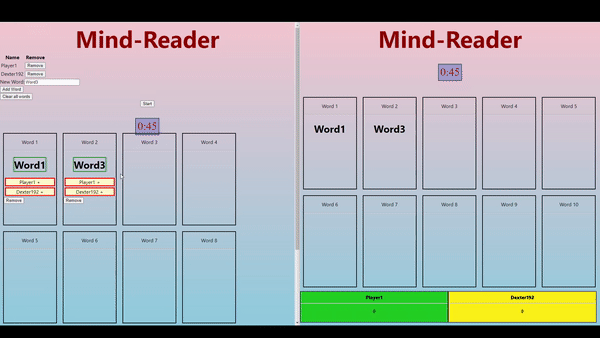 Mind-Reader
Name Remove
Player1 Remove
Dexter192 Remove
New Word: Word3
Add Word
Clear all words
Start
0:45
Word 1 Word 2 Word 3 Word 4
Word1 Word3
Player1 + Player1 +
Dexter192 + Dexter192 +
Remove Remove
Word 5 Word 6 Word 7 Word 8
Mind-Reader
0:45
Word 1 Word 2 Word 3 Word 4 Word 5
Word1 Word3
Word 6 Word 7 Word 8 Word 9 Word 10
Player1 Dexter192